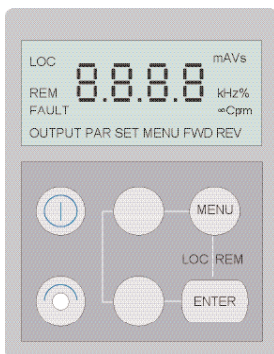 LOC
8.8.8.8
mAVs
REM
kHz%
FAULT
°Crpm
OUTPUT PAR SET MENU FWD REV
MENU
LOC REM
ENTER